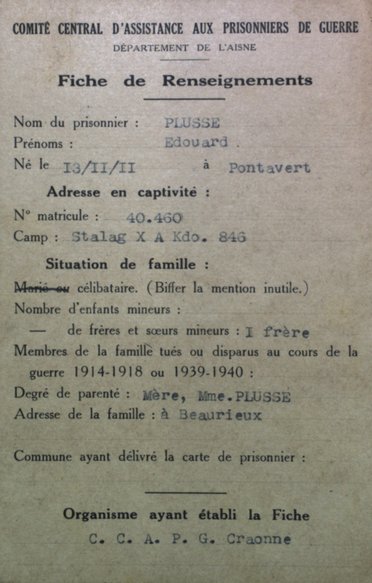 COMITÉ CENTRAL D'ASSISTANCE AUX PRISONNIERS DE GUERRE
DÉPARTEMENT DE L'AISNE
Fiche de Renseignements
Nom du prisonnier : PLUSSE
Prénoms : Edouard .
Né le I3/II/II à Pontavert
Adresse en captivité :
N° matricule : 40.460
Camp : Stalag X A Kdo. 846
Situation de famille :
Marié ou célibataire. (Biffer la mention inutile.)
Nombre d'enfants mineurs :
— de frères et sœurs mineurs : I frère
Membres de la famille tués ou disparus au cours de la
guerre 1914-1918 ou 1939-1940 :
Degré de parenté : Mère, Mme.PLUSSE
Adresse de la famille : à Beaurieux
Commune ayant délivré la carte de prisonnier :
Organisme ayant établi la Fiche
C. C. A. P. G. Craonne